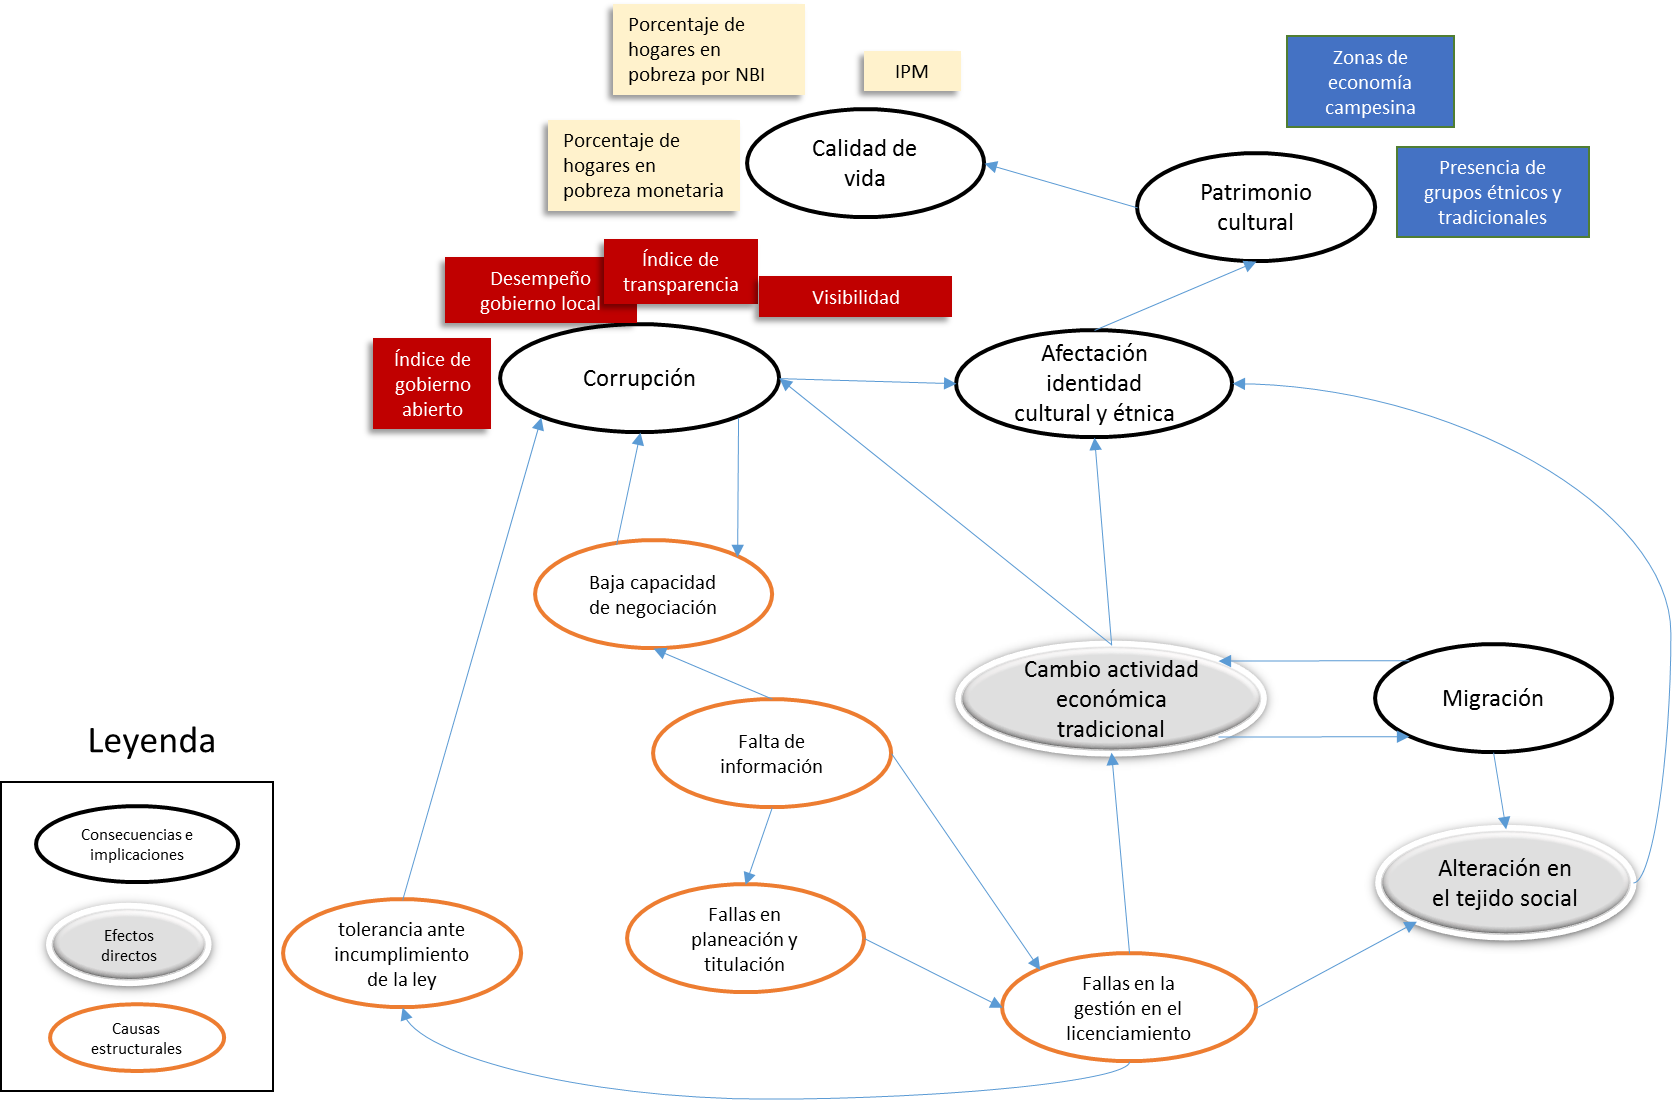 Porcentaje de
hogares en
pobreza por NBI
IPM
Zonas de
economía
campesina
Porcentaje de
hogares en
pobreza monetaria
Calidad de
vida
Patrimonio
cultural
Presencia de
grupos étnicos y
tradicionales
Desempeño
gobierno local
Índice de
transparencia
Visibilidad
Índice de
gobierno
abierto
Corrupción
Afectación
identidad
cultural y étnica
Baja capacidad
de negociación
Cambio actividad
económica
tradicional
Migración
Falta de
información
Leyenda
Consecuencias e
implicaciones
Efectos
directos
Causas
estructurales
tolerancia ante
incumplimiento
de la ley
Fallas en
planeación y
titulación
Fallas en la
gestión en el
licenciamiento
Alteración en
el tejido social